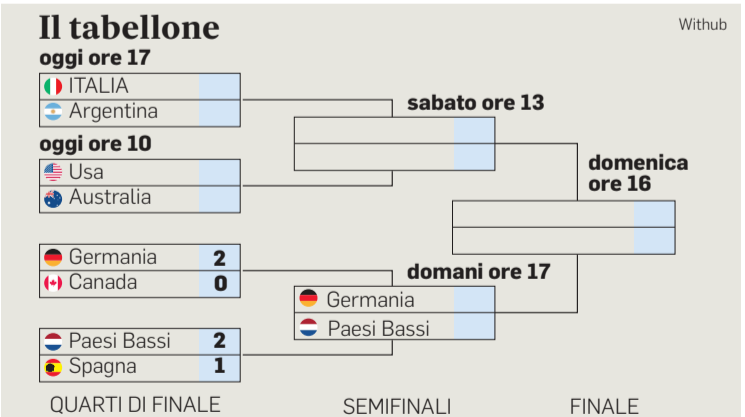 Il tabellone
Withub
oggi ore 17
ITALIA
Argentina
oggi ore 10
Usa
Australia
Germania 2
Canada 0
Paesi Bassi 2
Spagna 1
QUARTI DI FINALE
sabato ore 13
domani ore 17
Germania
Paesi Bassi
SEMIFINALI
domenica
ore 16
FINALE